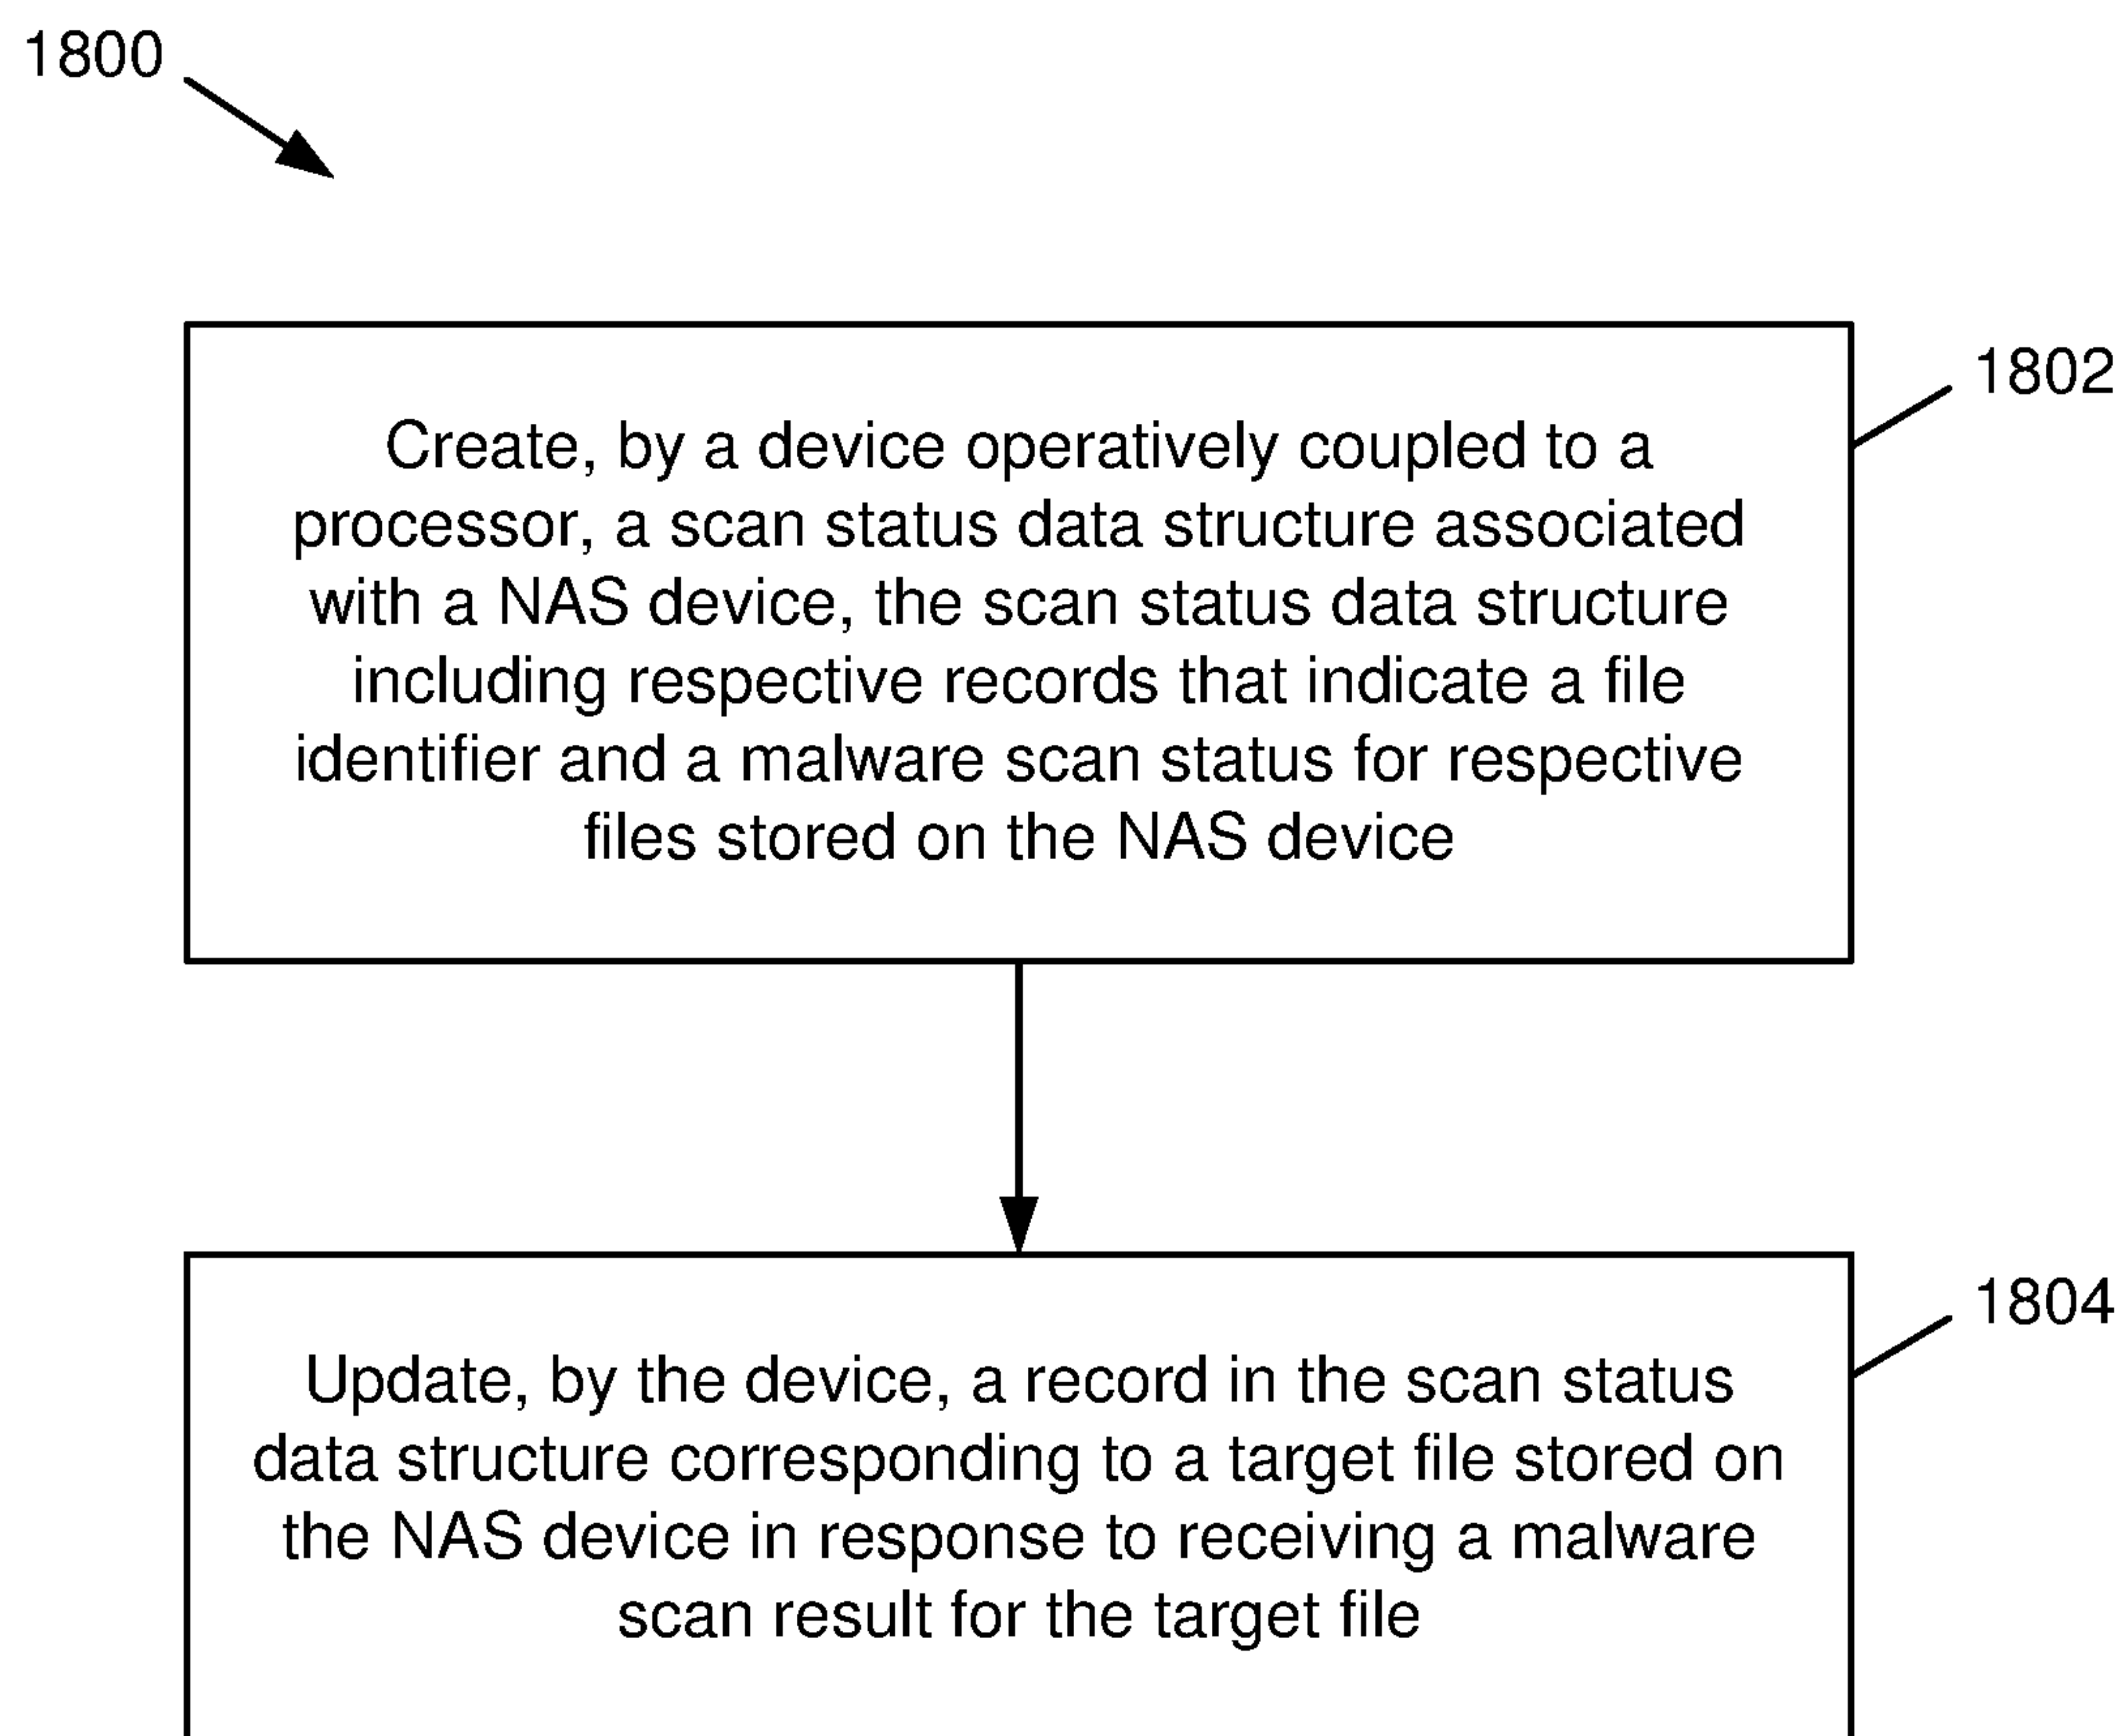 1800
1802
Create, by a device operatively coupled to a
processor, a scan status data structure associated
with a NAS device, the scan status data structure
including respective records that indicate a file
identifier and a malware scan status for respective
files stored on the NAS device
1804
Update, by the device, a record in the scan status
data structure corresponding to a target file stored on
the NAS device in response to receiving a malware
scan result for the target file